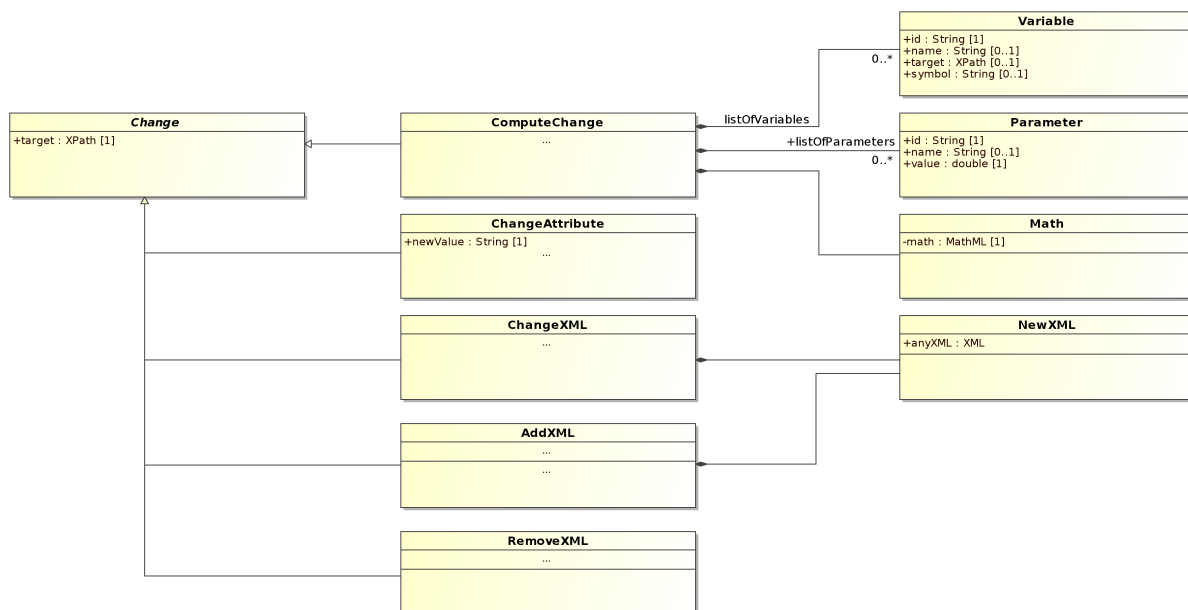 Variable
+id : String [1]
+name : String [0..1]
+target : XPath [0..1]
+symbol : String [0..1]
0..*
Change
+target : XPath [1]
ComputeChange
...
listOfVariables
+listOfParameters
0..*
Parameter
+id : String [1]
+name : String [0..1]
+value : double [1]
ChangeAttribute
+newValue : String [1]
...
Math
-math : MathML [1]
ChangeXML
...
NewXML
+anyXML : XML
AddXML
...
...
RemoveXML
...